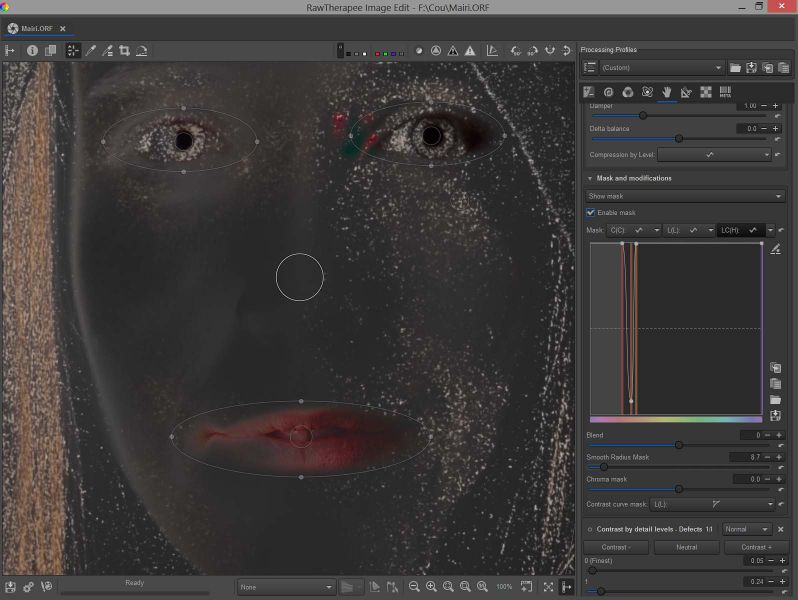 RawTherapee Image Edit - F:\Cou\Mairi.ORF
Mairi.ORF
Processing Profiles
(Custom)
META
Damper 1.00
Delta balance 0.0
Compression by Level:
Mask and modifications
Show mask
Enable mask
Mask: C(C): L(L): LC(H):
Blend 0
Smooth Radius Mask 8.7
Chroma mask 0.0
Contrast curve mask: L(L):
Contrast by detail levels - Defects 1/1 Normal
Contrast - Neutral Contrast +
0 (Finest) 0.05
1 0.24
Ready
None
100%